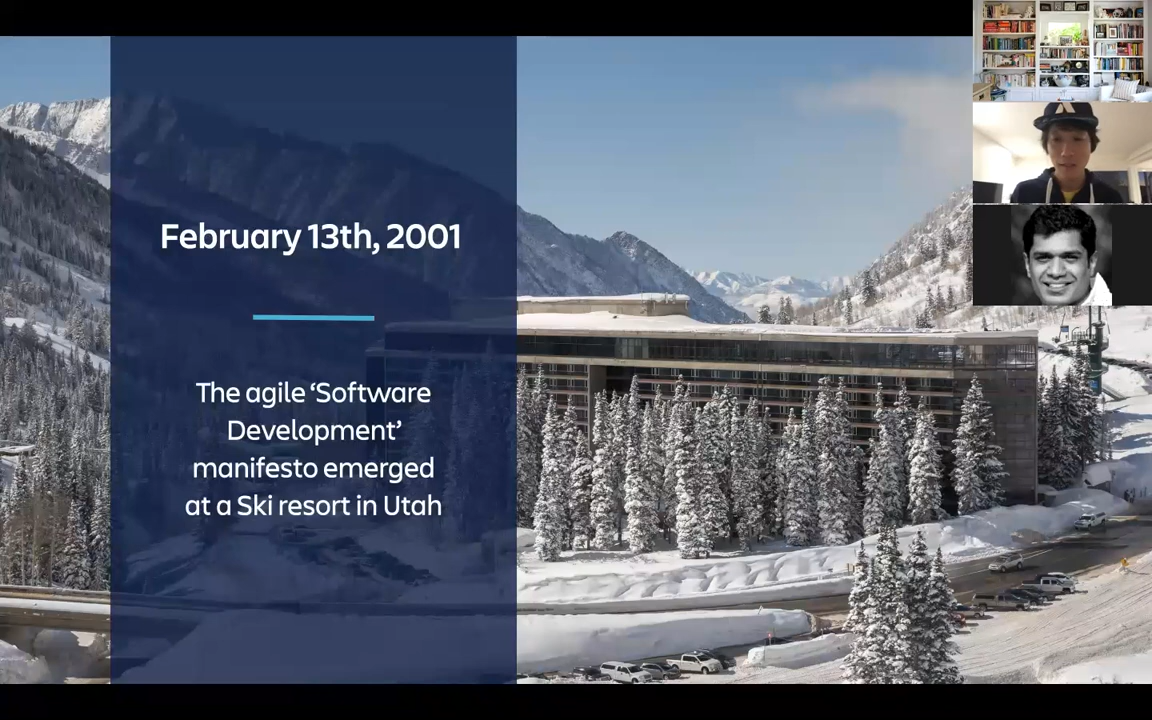 February 13th, 2001
The agile ‘Software
Development’
manifesto emerged
at a Ski resort in Utah